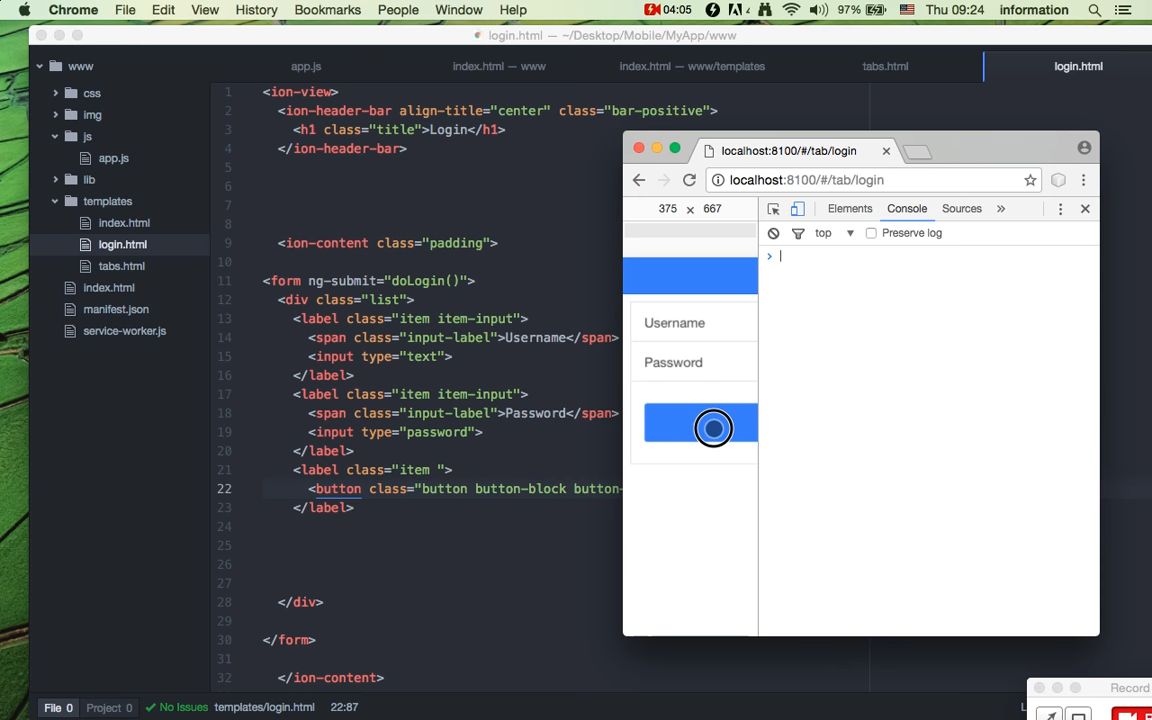 Chrome File Edit View History Bookmarks People Window Help 04:05 4 97% Thu 09:24 information
login.html — ~/Desktop/Mobile/MyApp/www
www
css
img
js
app.js
lib
templates
index.html
login.html
tabs.html
index.html
manifest.json
service-worker.js
app.js index.html — www index.html — www/templates tabs.html login.html
1 <ion-view>
2 <ion-header-bar align-title="center" class="bar-positive">
3 <h1 class="title">Login</h1>
4 </ion-header-bar>
5
6
7
8
9 <ion-content class="padding">
10
11 <form ng-submit="doLogin()">
12 <div class="list">
13 <label class="item item-input">
14 <span class="input-label">Username</span>
15 <input type="text">
16 </label>
17 <label class="item item-input">
18 <span class="input-label">Password</span>
19 <input type="password">
20 </label>
21 <label class="item ">
22 <button class="button button-block button-
23 </label>
24
25
26
27
28 </div>
29
30 </form>
31
32 </ion-content>
File 0 Project 0 No Issues templates/login.html 22:87
localhost:8100/#/tab/login
localhost:8100/#/tab/login
375 × 667
Elements Console Sources »
top Preserve log
>
Username
Password
Record